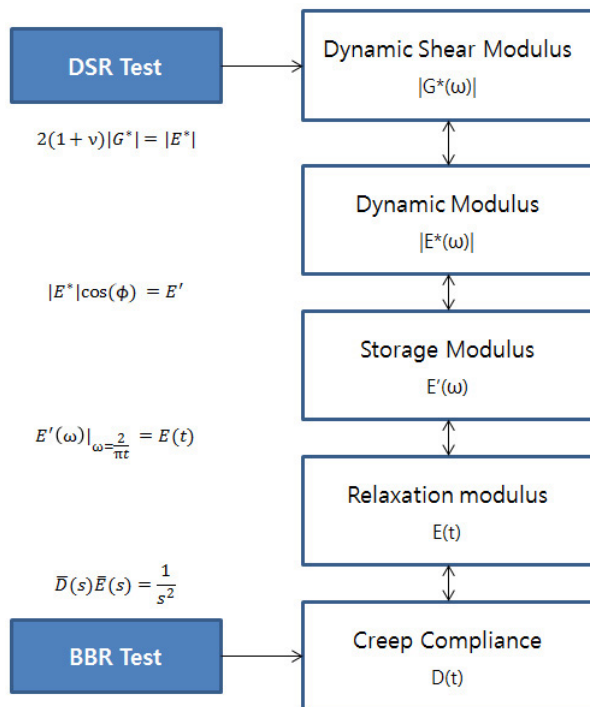 DSR Test
Dynamic Shear Modulus
|G*(ω)|
2(1 + ν)|G*| = |E*|
Dynamic Modulus
|E*(ω)|
|E*|cos(ϕ) = E′
Storage Modulus
E'(ω)
E′(ω)|ω=2/πt = E(t)
Relaxation modulus
E(t)
D̅(s)E̅(s) = 1/s²
BBR Test
Creep Compliance
D(t)